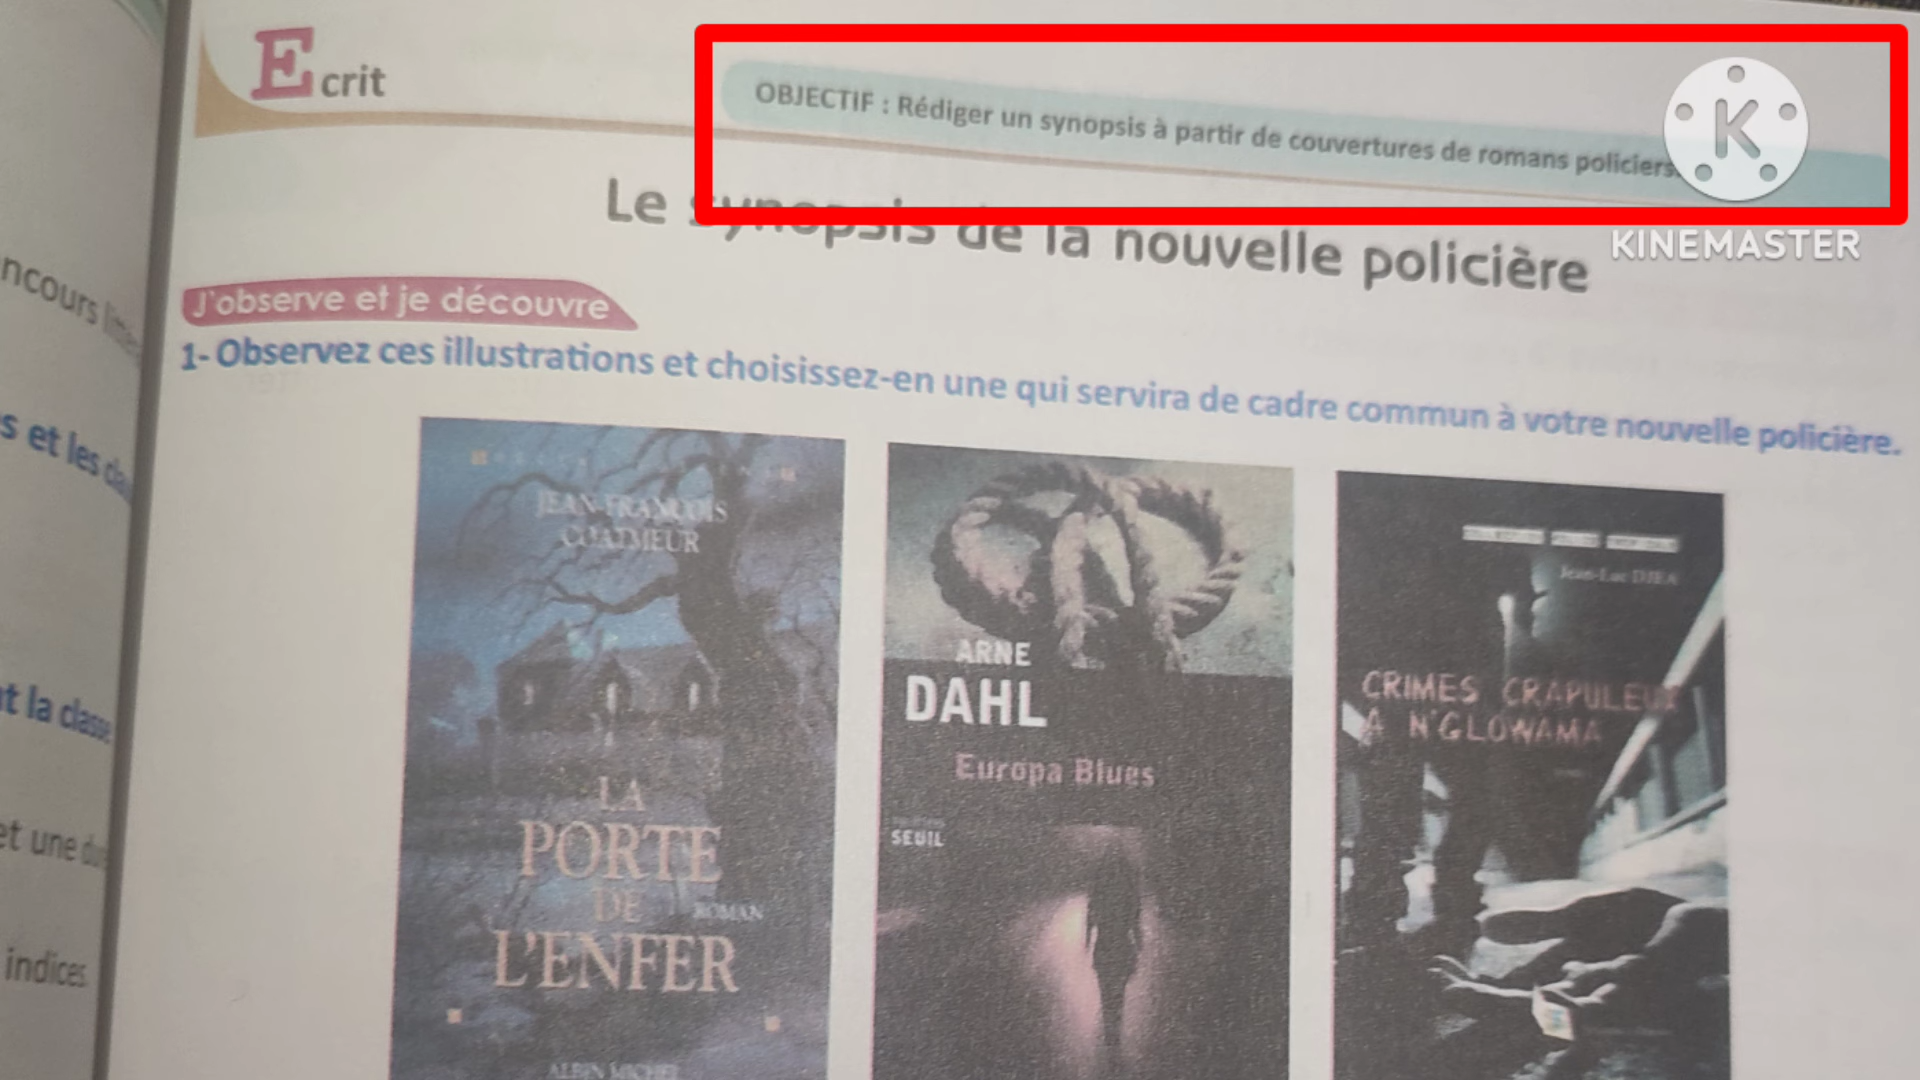 Ecrit
OBJECTIF : Rédiger un synopsis à partir de couvertures de romans policiers.
K
KINEMASTER
Le synopsis de la nouvelle policière
J'observe et je découvre
1- Observez ces illustrations et choisissez-en une qui servira de cadre commun à votre nouvelle policière.
JEAN-FRANÇOIS
COATMEUR
LA
PORTE
DE
ROMAN
L'ENFER
ALBIN MICHEL
ARNE
DAHL
Europa Blues
SEUIL
Jean-Luc DJEA
CRIMES CRAPULEUX
A N'GLOWAMA
ncours
s et les
t la classe
et une
indices.